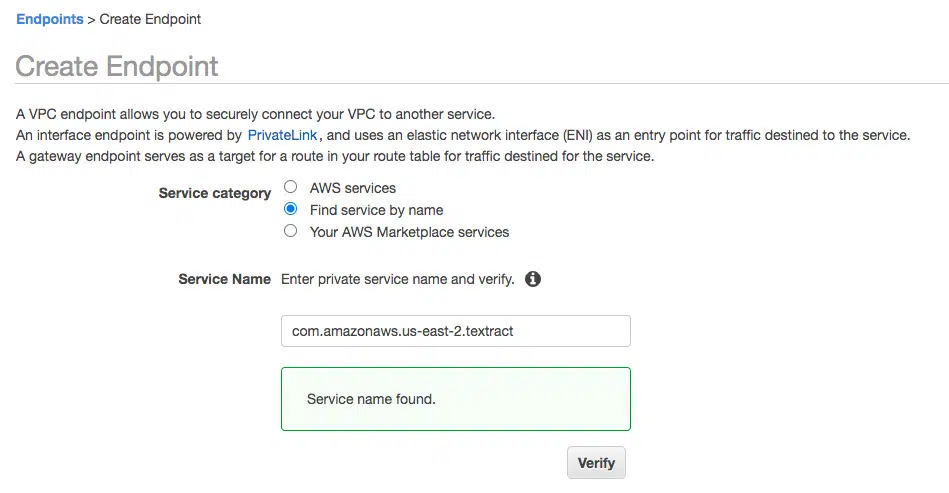 Endpoints > Create Endpoint
Create Endpoint
A VPC endpoint allows you to securely connect your VPC to another service.
An interface endpoint is powered by PrivateLink, and uses an elastic network interface (ENI) as an entry point for traffic destined to the service.
A gateway endpoint serves as a target for a route in your route table for traffic destined for the service.
Service category AWS services
Find service by name
Your AWS Marketplace services
Service Name Enter private service name and verify.
com.amazonaws.us-east-2.textract
Service name found.
Verify